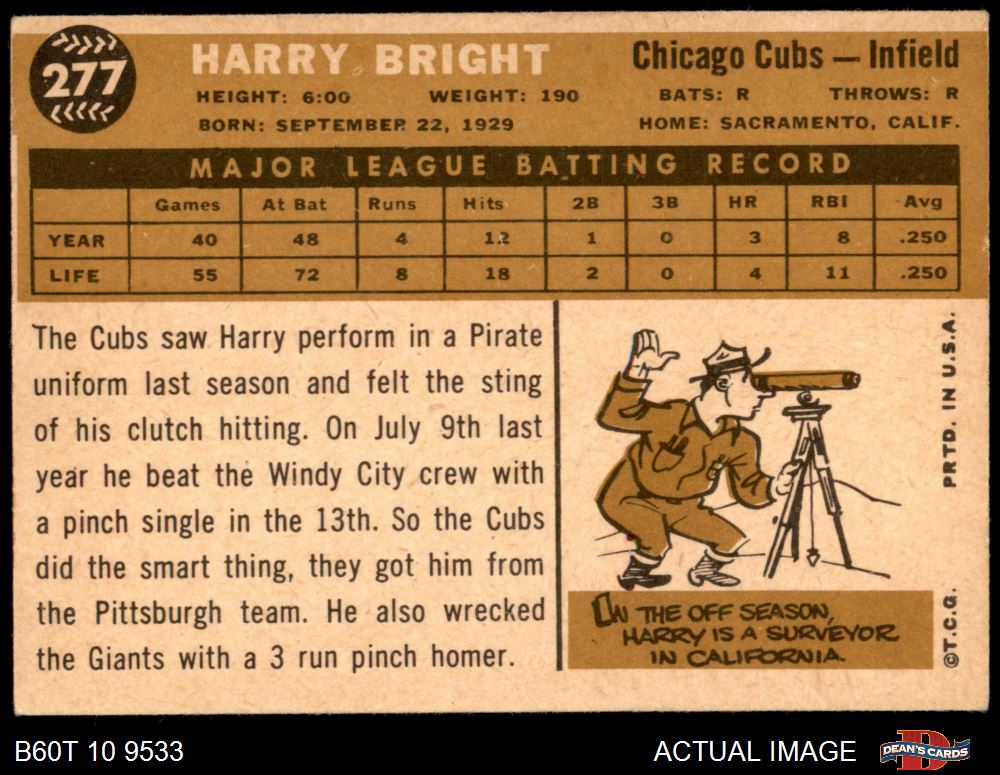 277
HARRY BRIGHT
Chicago Cubs — Infield
HEIGHT: 6:00 WEIGHT: 190 BATS: R THROWS: R
BORN: SEPTEMBER 22, 1929 HOME: SACRAMENTO, CALIF.
MAJOR LEAGUE BATTING RECORD
Games At Bat Runs Hits 2B 3B HR RBI Avg
YEAR 40 48 4 12 1 0 3 8 .250
LIFE 55 72 8 18 2 0 4 11 .250
The Cubs saw Harry perform in a Pirate
uniform last season and felt the sting
of his clutch hitting. On July 9th last
year he beat the Windy City crew with
a pinch single in the 13th. So the Cubs
did the smart thing, they got him from
the Pittsburgh team. He also wrecked
the Giants with a 3 run pinch homer.
IN THE OFF SEASON,
HARRY IS A SURVEYOR
IN CALIFORNIA.
©T.C.G. PRTD. IN U.S.A.
B60T 10 9533 ACTUAL IMAGE
D
DEAN'S CARDS